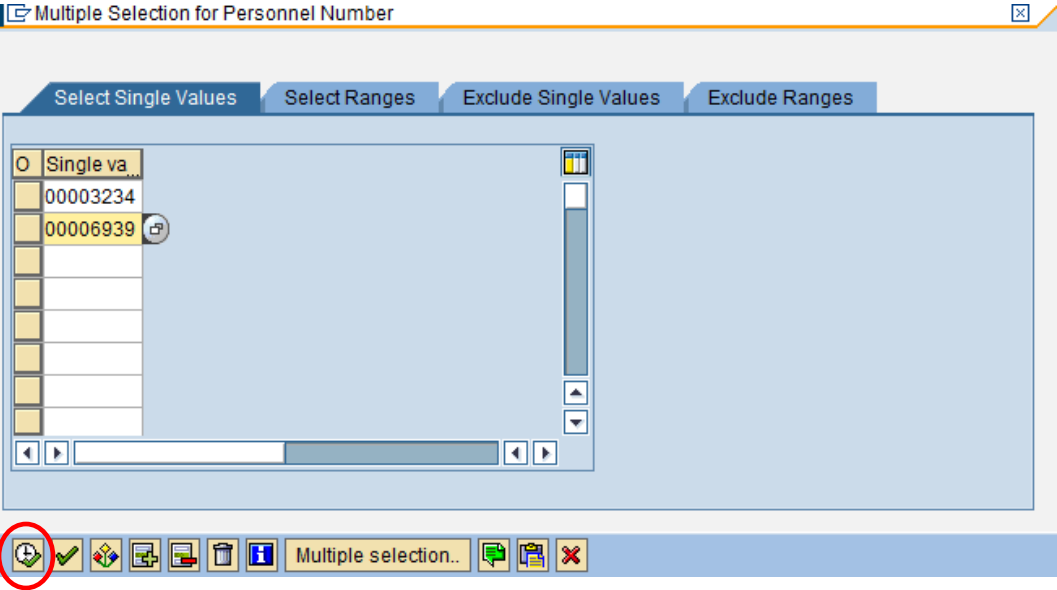 Multiple Selection for Personnel Number
Select Single Values Select Ranges Exclude Single Values Exclude Ranges
O Single va...
00003234
00006939
Multiple selection..